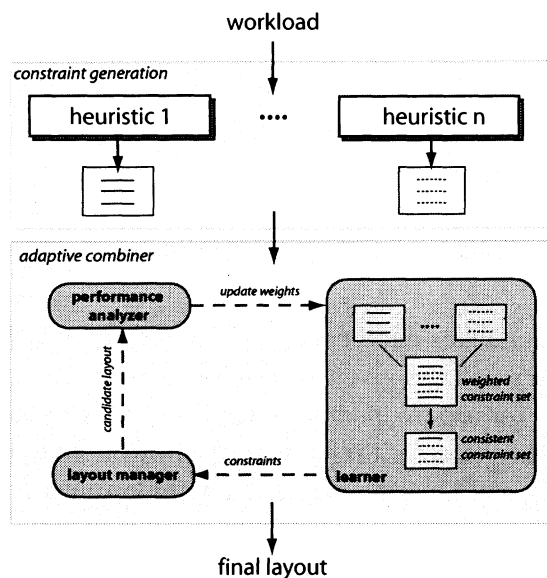 workload
constraint generation
heuristic 1
....
heuristic n
adaptive combiner
performance
analyzer
update weights
....
weighted
constraint set
candidate layout
consistent
constraint set
layout manager
constraints
learner
final layout